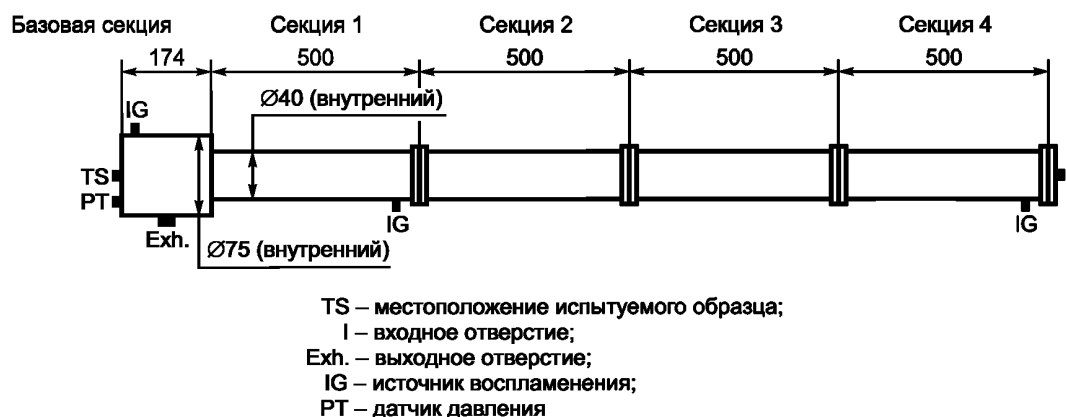 Базовая секция Секция 1 Секция 2 Секция 3 Секция 4
174 500 500 500 500
IG
Ø40 (внутренний)
TS
PT
IG IG
Exh.
Ø75 (внутренний)
TS – местоположение испытуемого образца;
I – входное отверстие;
Exh. – выходное отверстие;
IG – источник воспламенения;
PT – датчик давления